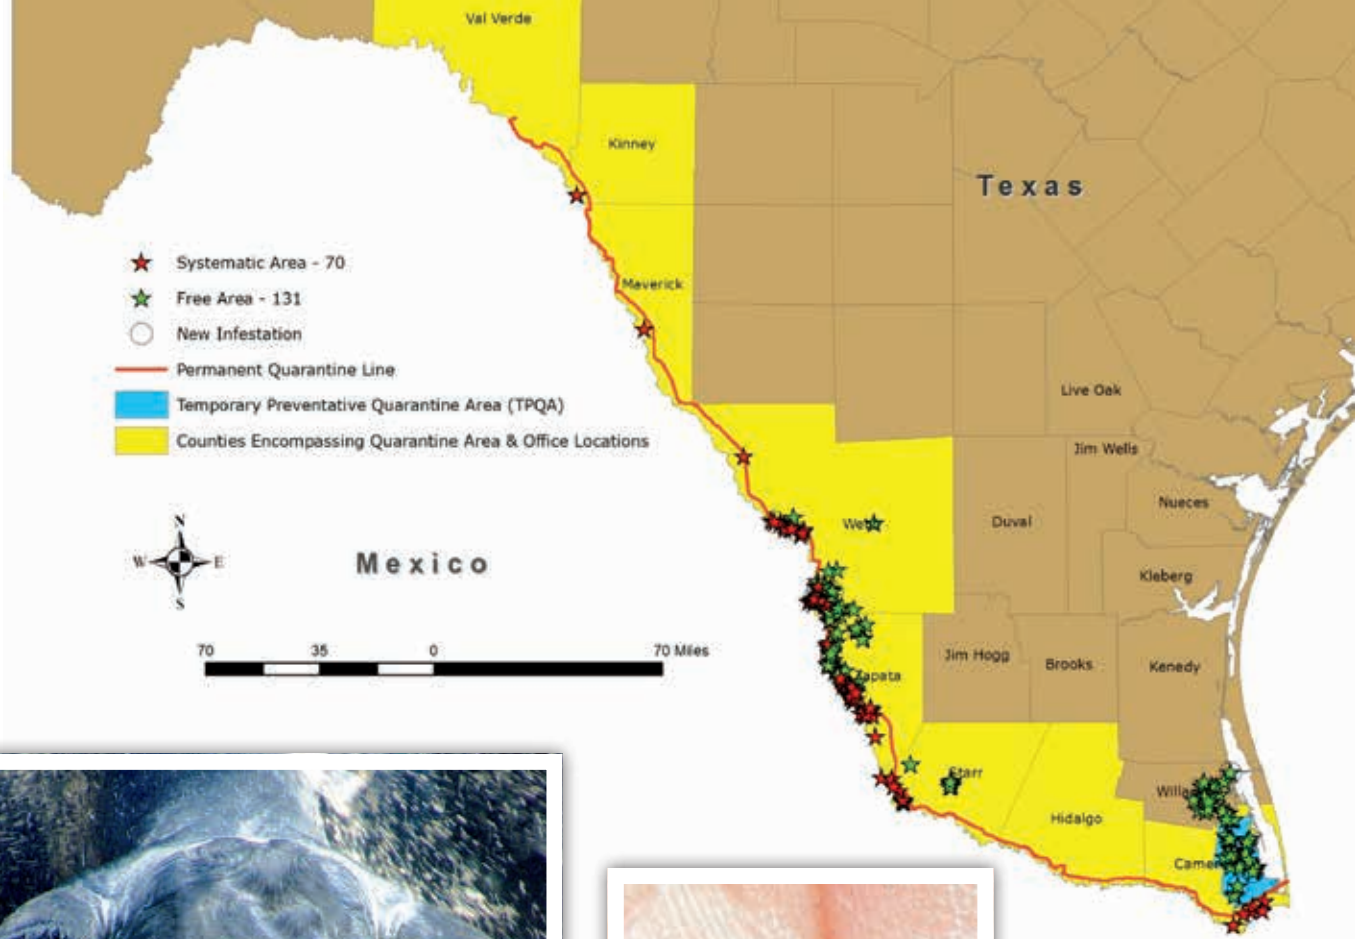 Val Verde
Kinney
Texas
Systematic Area - 70
Free Area - 131
New Infestation
Permanent Quarantine Line
Temporary Preventative Quarantine Area (TPQA)
Counties Encompassing Quarantine Area & Office Locations
Maverick
Live Oak
Jim Wells
Nueces
Duval
Kleberg
N
W E
S
Mexico
70 35 0 70 Miles
Jim Hogg
Brooks
Kenedy
Zapata
Starr
Hidalgo